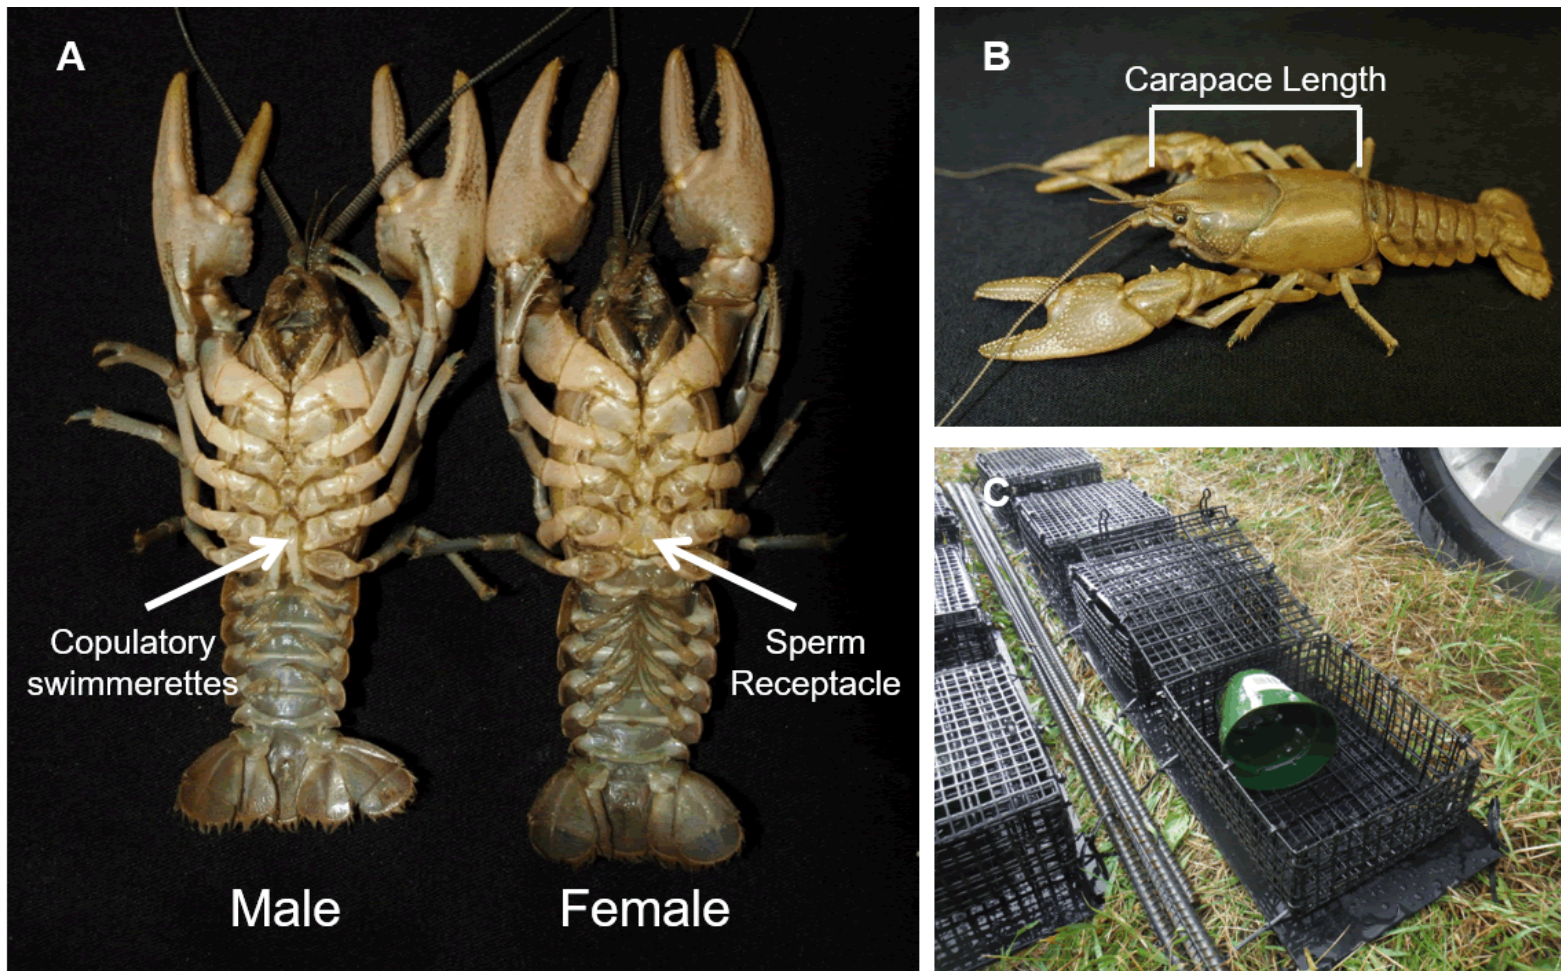 A
Copulatory
swimmerettes
Sperm
Receptacle
Male
Female
B
Carapace Length
C